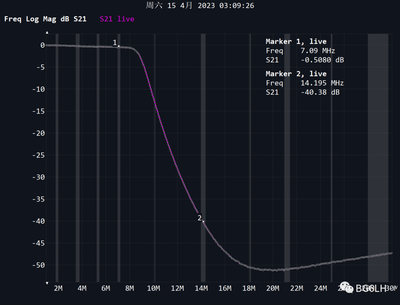 周六 15 4月 2023 03:09:26
Freq Log Mag dB S21 S21 live
Marker 1, live
Freq 7.09 MHz
S21 -0.5080 dB
Marker 2, live
Freq 14.195 MHz
S21 -40.38 dB
1
2
0
-5
-10
-15
-20
-25
-30
-35
-40
-45
-50
2M 4M 6M 8M 10M 12M 14M 16M 18M 20M 22M 24M 30M
BG6LH